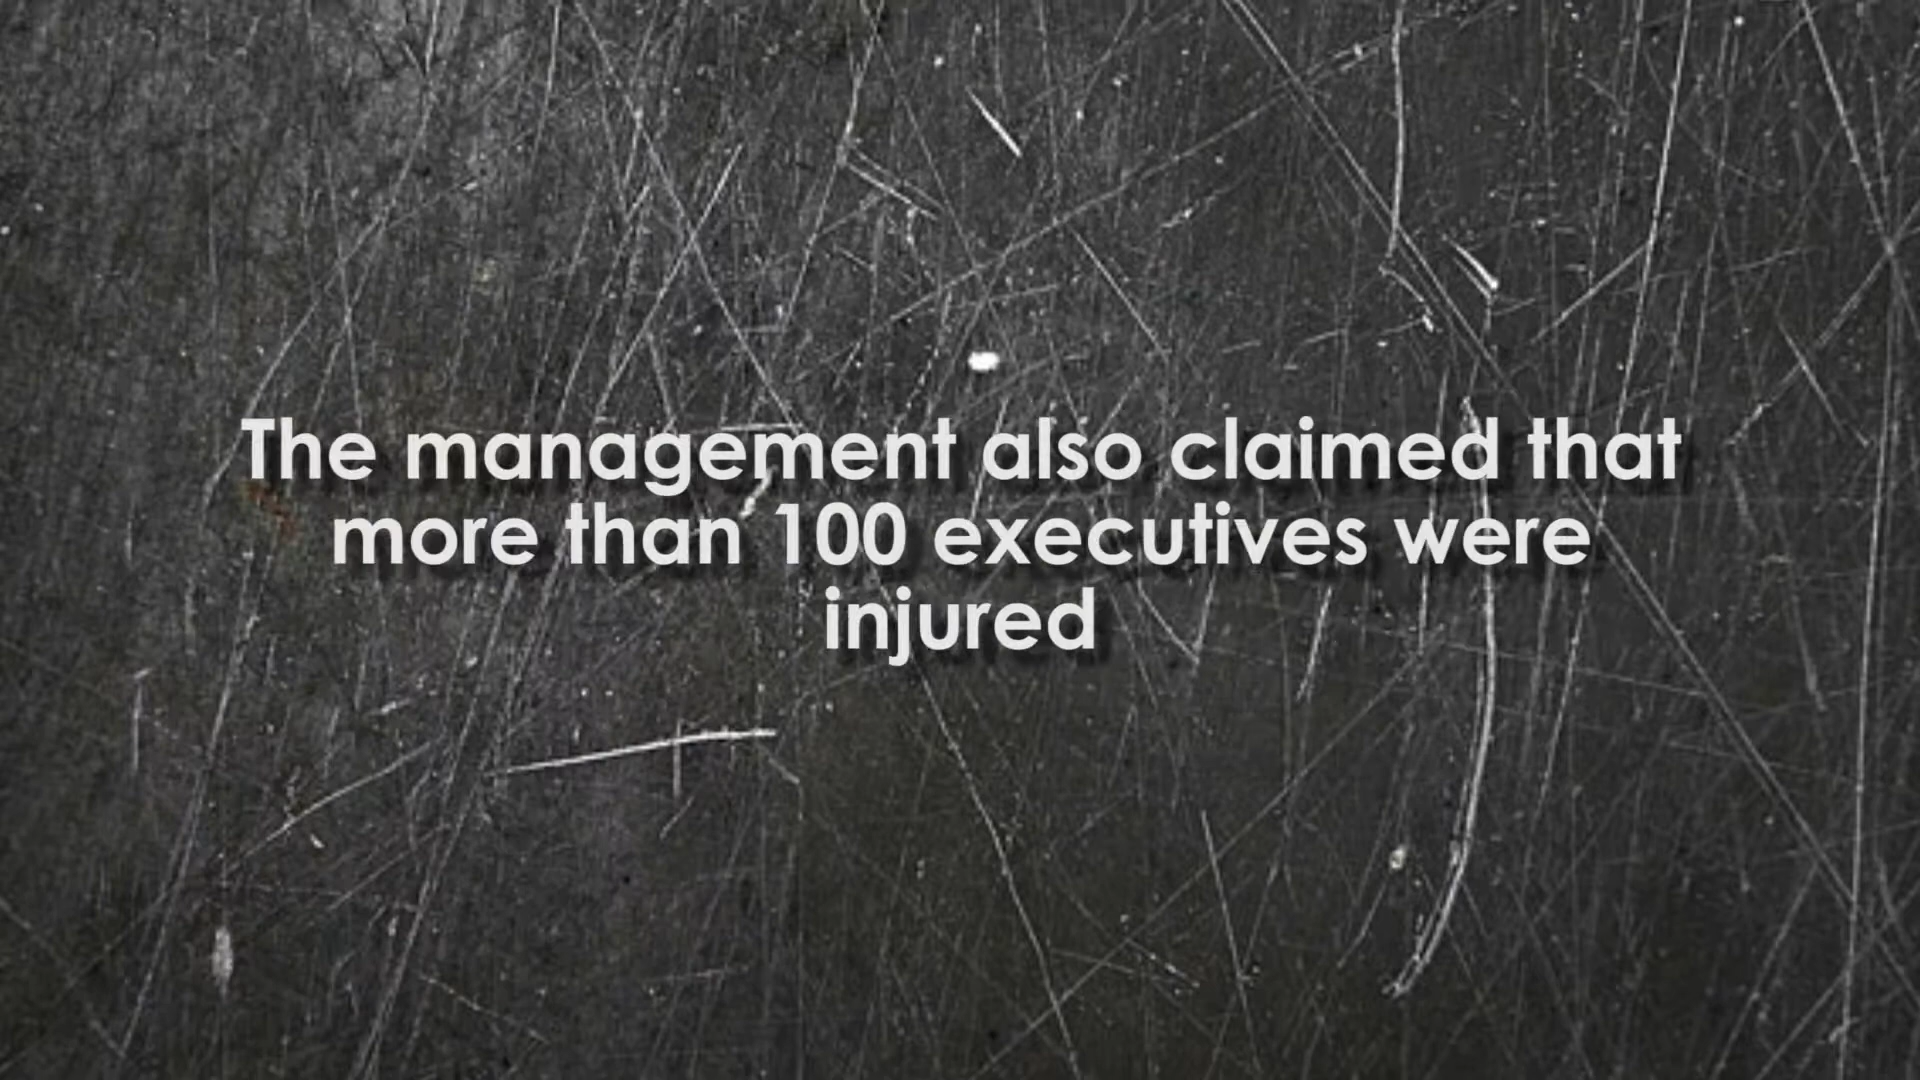 The management also claimed that
more than 100 executives were
injured